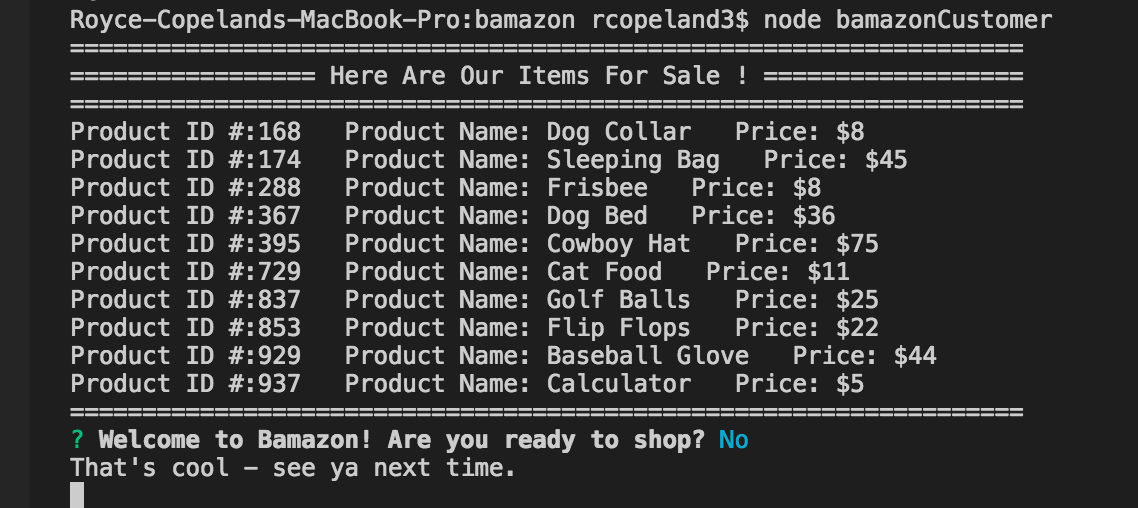 Royce-Copelands-MacBook-Pro:bamazon rcopeland3$ node bamazonCustomer
==================================================================
================= Here Are Our Items For Sale ! ==================
==================================================================
Product ID #:168   Product Name: Dog Collar   Price: $8
Product ID #:174   Product Name: Sleeping Bag   Price: $45
Product ID #:288   Product Name: Frisbee   Price: $8
Product ID #:367   Product Name: Dog Bed   Price: $36
Product ID #:395   Product Name: Cowboy Hat   Price: $75
Product ID #:729   Product Name: Cat Food   Price: $11
Product ID #:837   Product Name: Golf Balls   Price: $25
Product ID #:853   Product Name: Flip Flops   Price: $22
Product ID #:929   Product Name: Baseball Glove   Price: $44
Product ID #:937   Product Name: Calculator   Price: $5
==================================================================
? Welcome to Bamazon! Are you ready to shop? No
That's cool – see ya next time.